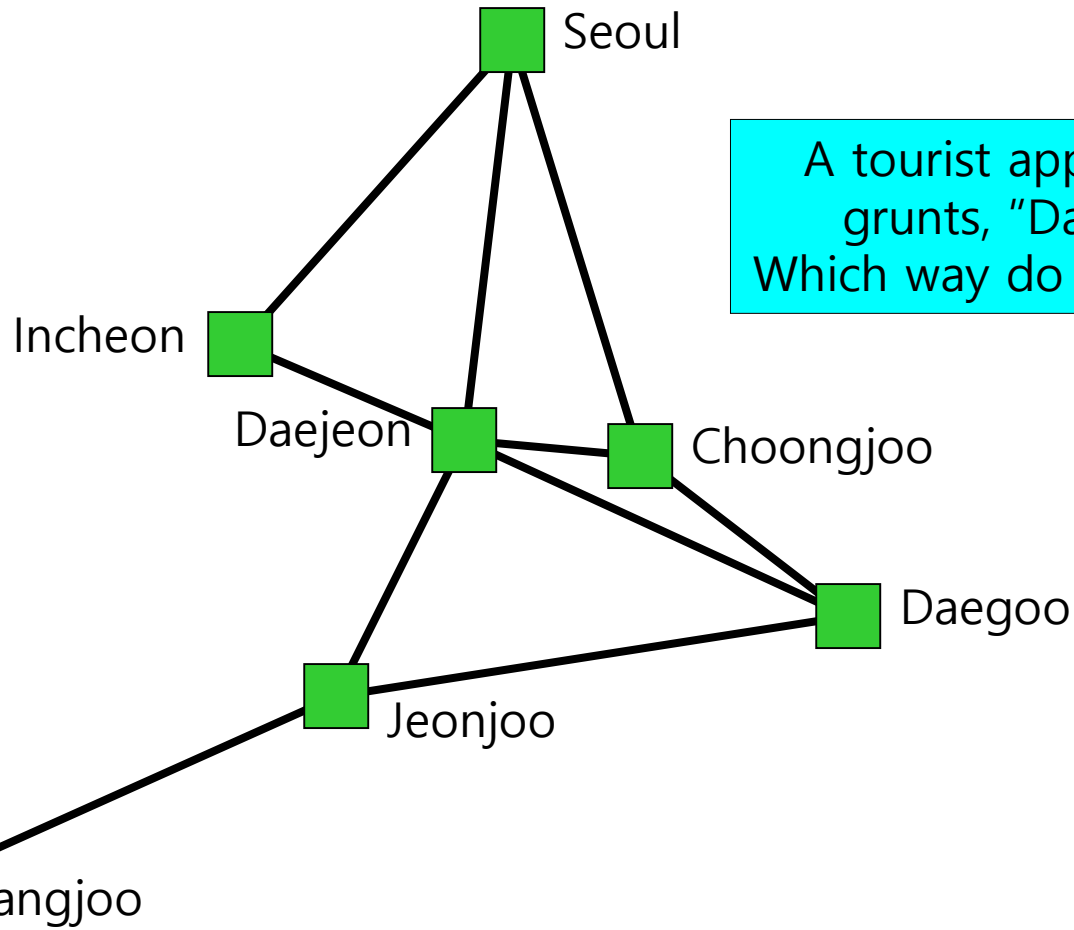 Seoul
A tourist app
grunts, “Da
Which way do
Incheon
Daejeon
Choongjoo
Daegoo
Jeonjoo
angjoo